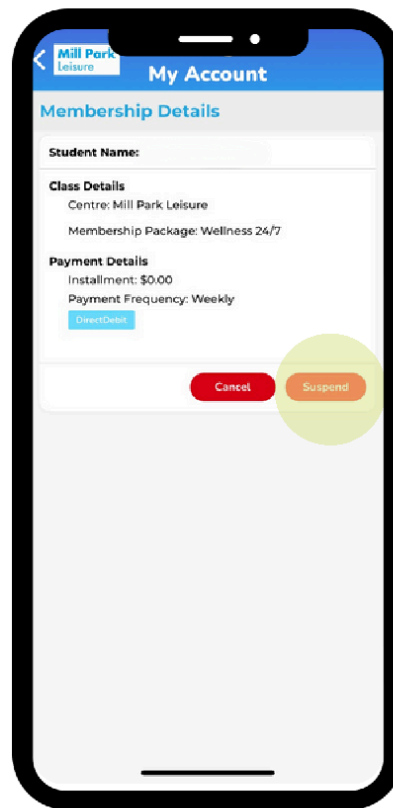 Mill Park
Leisure
My Account
Membership Details
Student Name:
Class Details
Centre: Mill Park Leisure
Membership Package: Wellness 24/7
Payment Details
Installment: $0.00
Payment Frequency: Weekly
DirectDebit
Cancel
Suspend